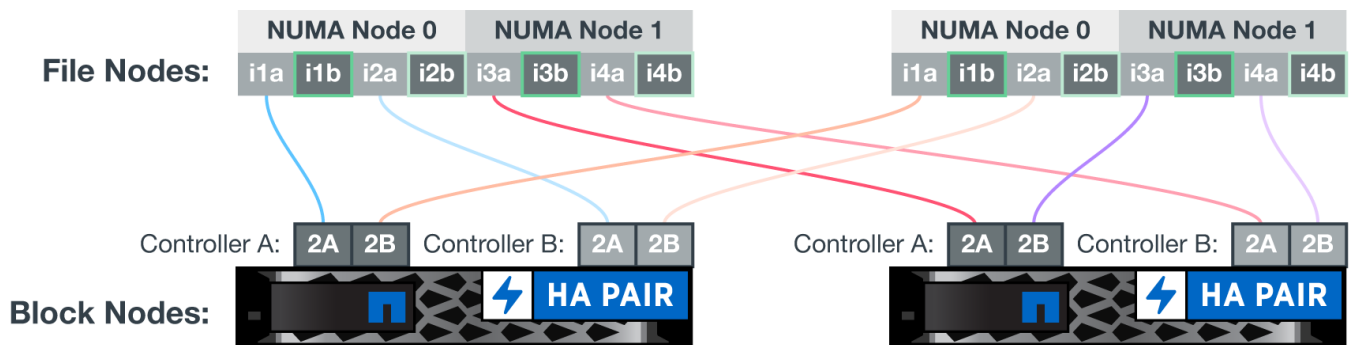 NUMA Node 0 NUMA Node 1 NUMA Node 0 NUMA Node 1
File Nodes: i1a i1b i2a i2b i3a i3b i4a i4b i1a i1b i2a i2b i3a i3b i4a i4b
Controller A: 2A 2B Controller B: 2A 2B Controller A: 2A 2B Controller B: 2A 2B
Block Nodes: HA PAIR HA PAIR